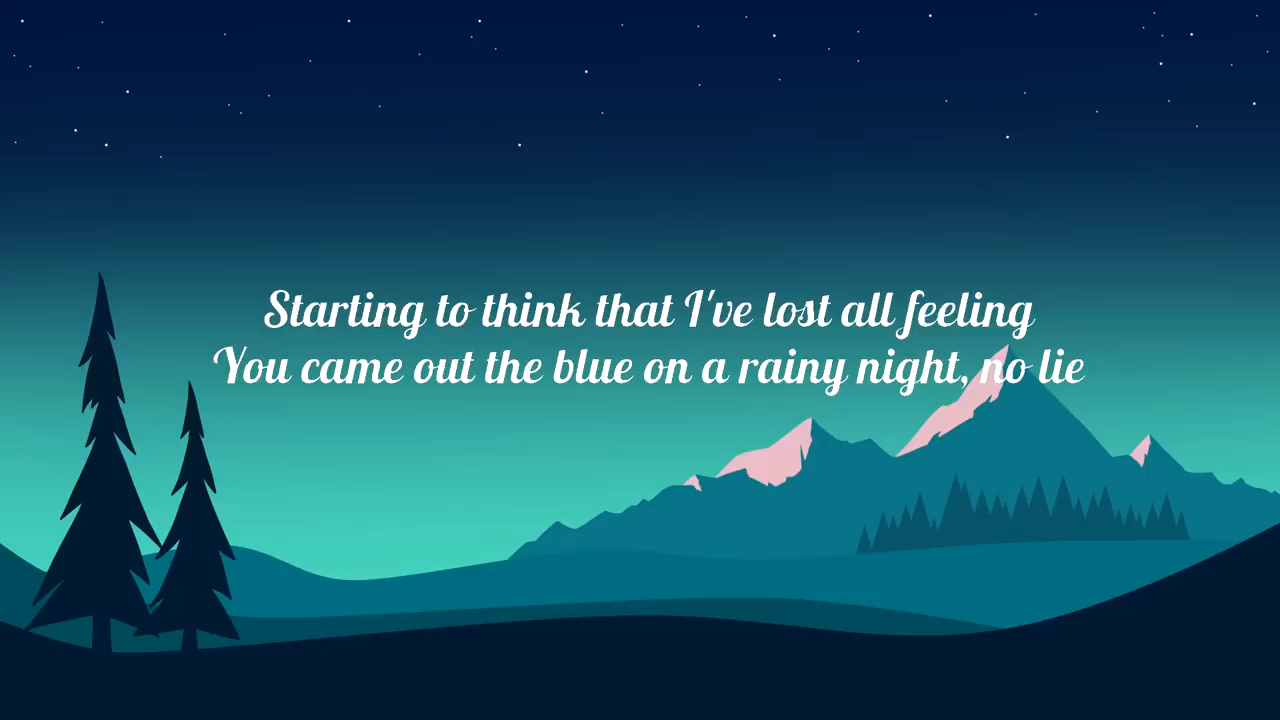 Starting to think that I've lost all feeling
You came out the blue on a rainy night, no lie